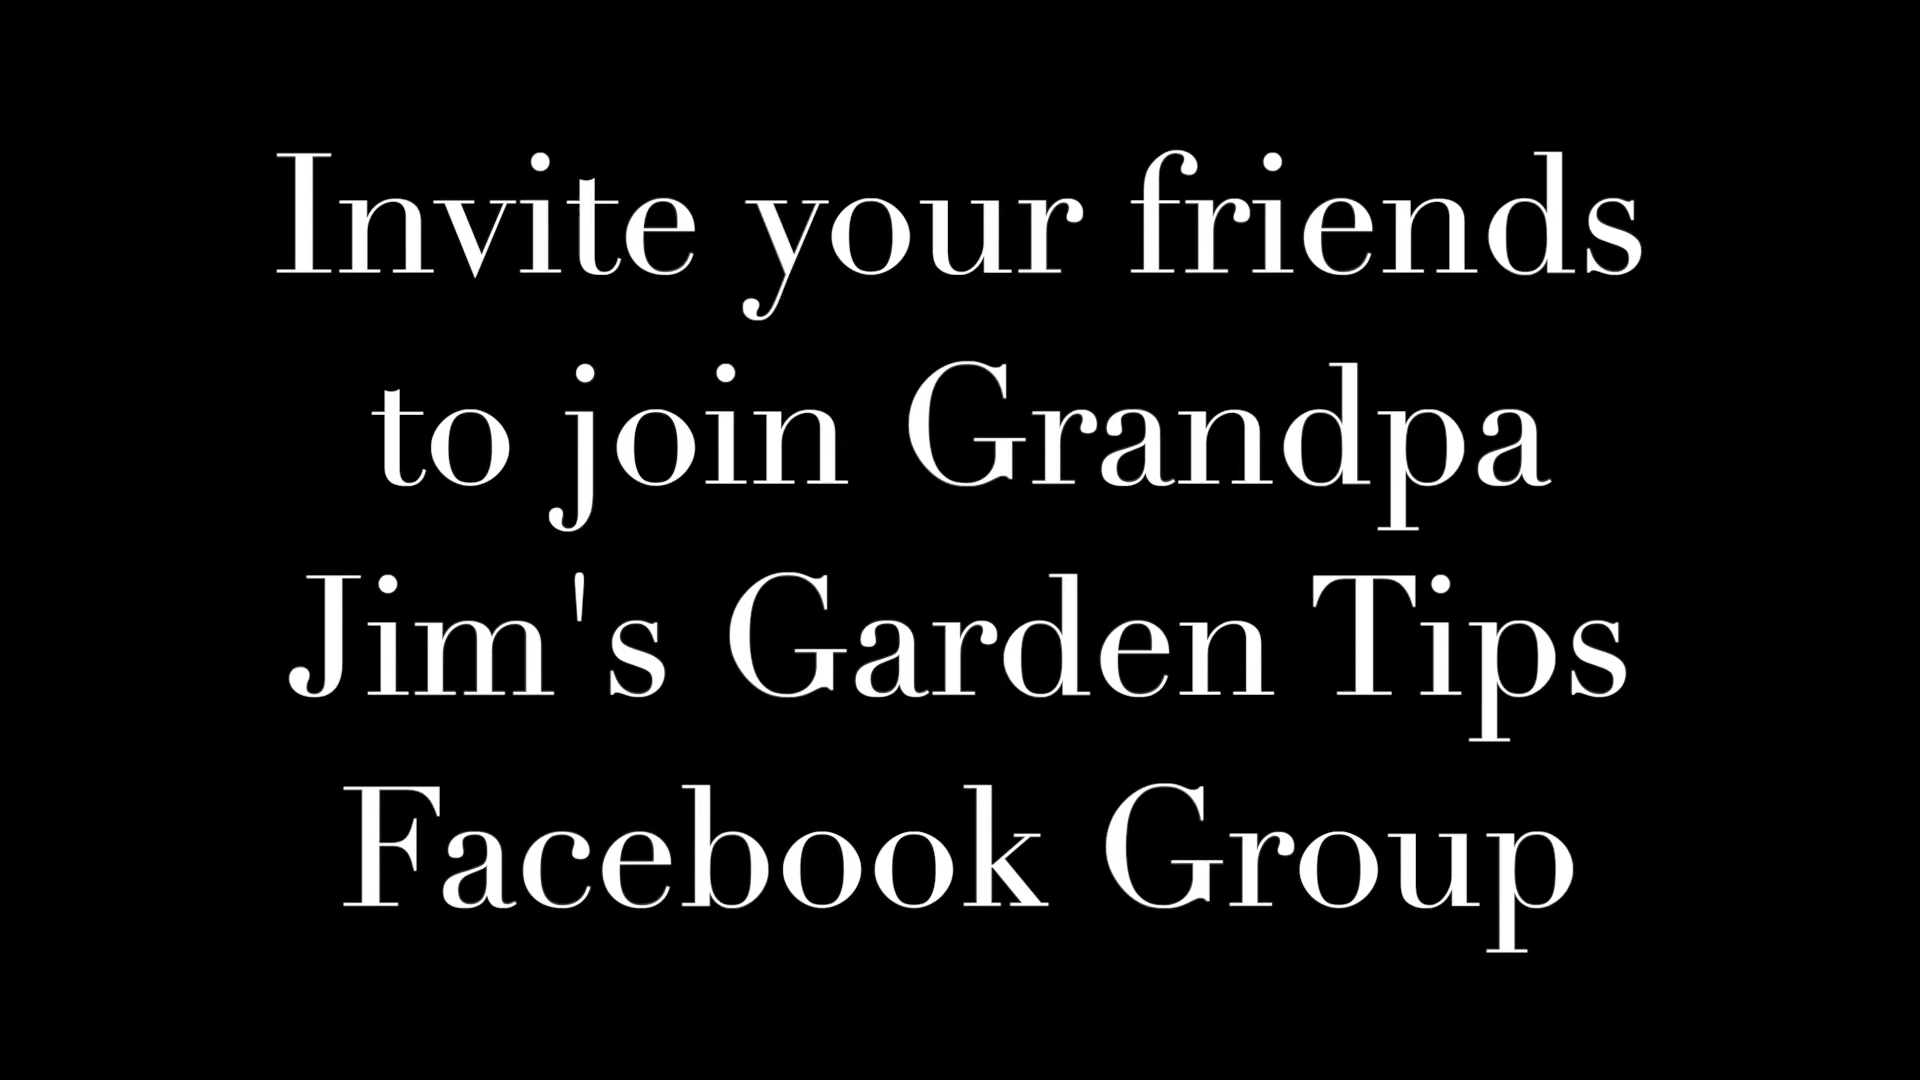 Invite your friends
to join Grandpa
Jim's Garden Tips
Facebook Group